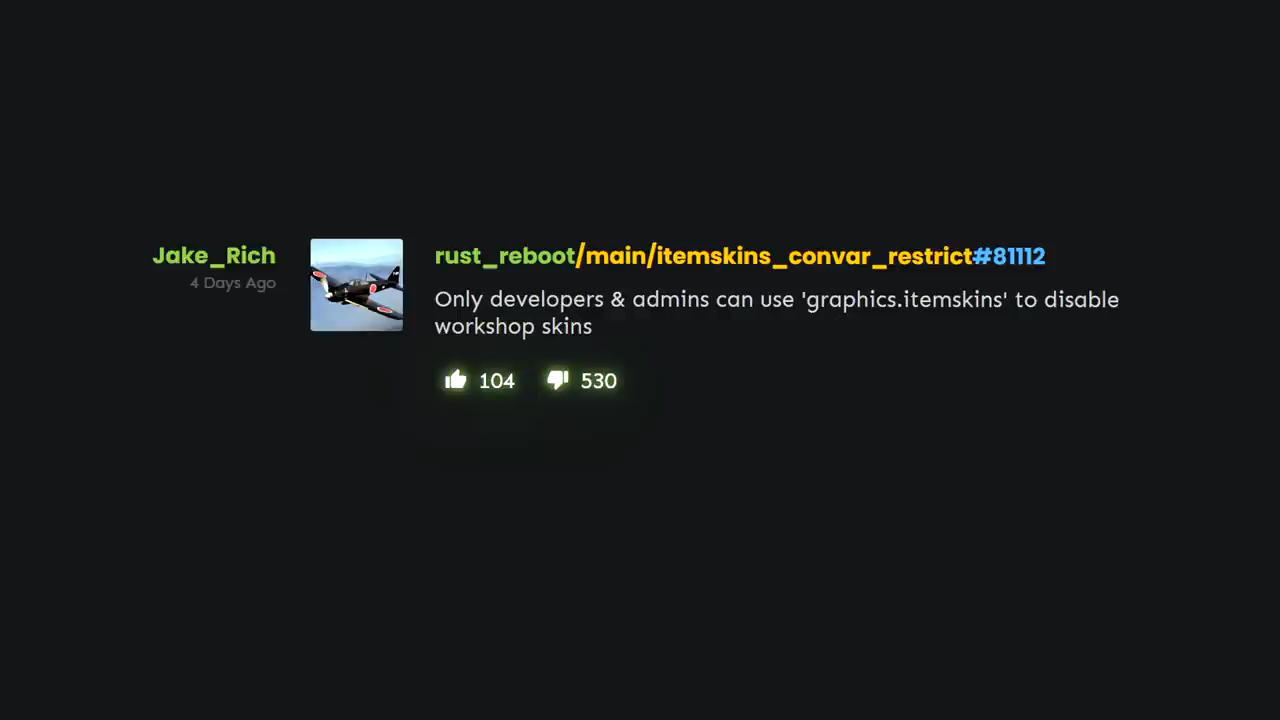 Jake_Rich
4 Days Ago
rust_reboot/main/itemskins_convar_restrict#81112
Only developers & admins can use 'graphics.itemskins' to disable
workshop skins
104 530